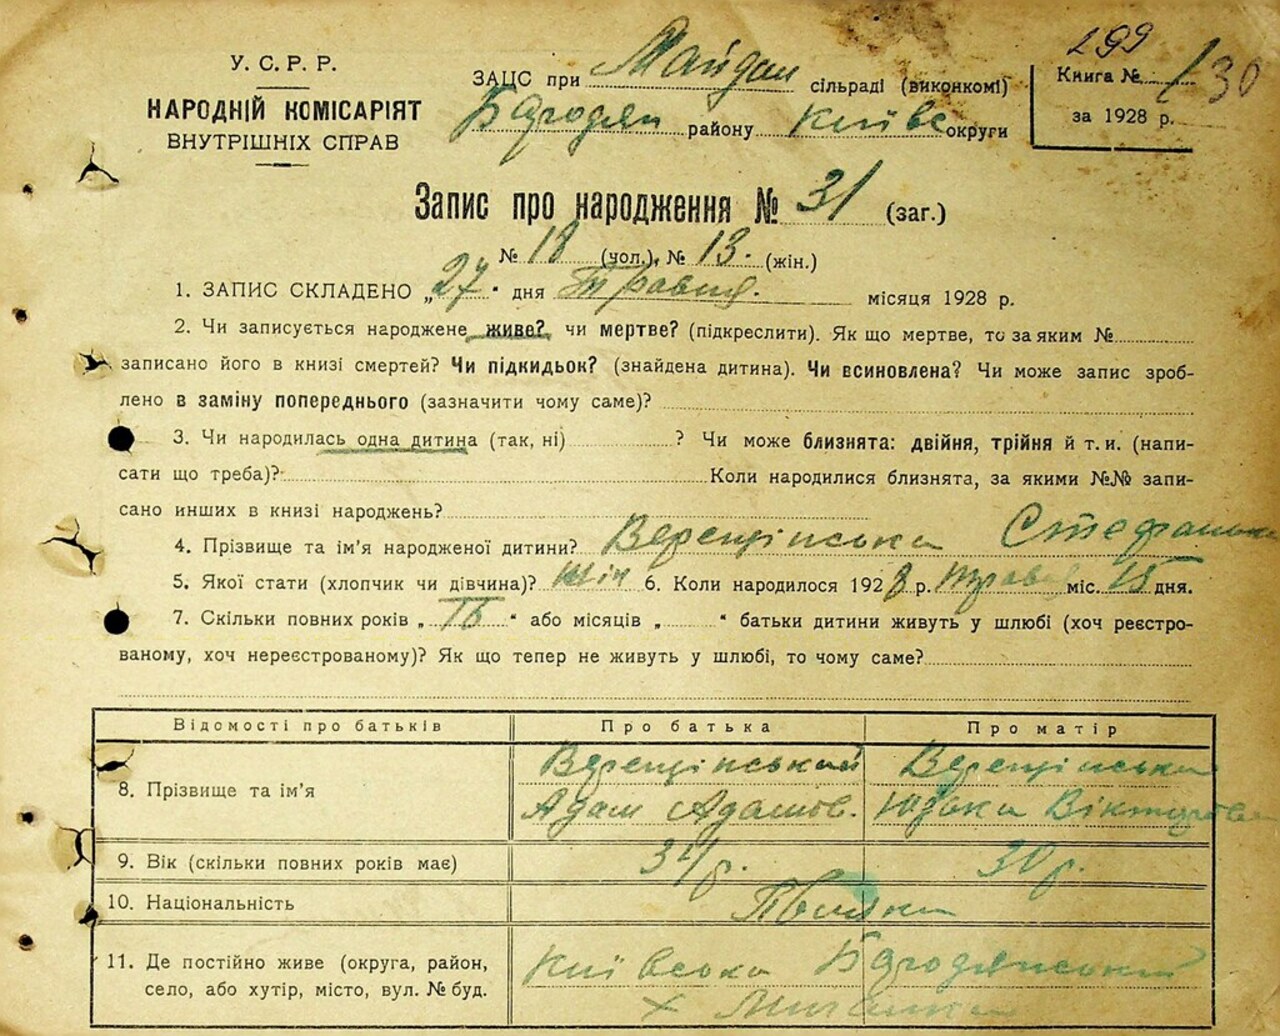 299
У. С. Р. Р.
НАРОДНІЙ КОМІСАРІЯТ
ВНУТРІШНІХ СПРАВ
ЗАЦС при Майдан сільраді (виконкомі)
Бородян району Київс округи
Книга № 130
за 1928 р.
Запис про народження № 31 (заг.)
№ 18 (чол.), № 13. (жін.)
1. ЗАПИС СКЛАДЕНО „27“ дня Травня. місяця 1928 р.
2. Чи записується народжене живе? чи мертве? (підкреслити). Як що мертве, то за яким №
записано його в книзі смертей? Чи підкидьок? (знайдена дитина). Чи всиновлена? Чи може запис зроб-
лено в заміну попереднього (зазначити чому саме)?
3. Чи народилась одна дитина (так, ні) ? Чи може близнята: двійня, трійня й т. и. (напи-
сати що треба)? Коли народилися близнята, за якими №№ запи-
сано инших в книзі народжень?
4. Прізвище та ім’я народженої дитини? Верещінська
5. Якої стати (хлопчик чи дівчина)? жін 6. Коли народилося 1928 р. травня міс. 15 дня.
7. Скільки повних років „ “ або місяців „ “ батьки дитини живуть у шлюбі (хоч реєстро-
ваному, хоч нереєстрованому)? Як що тепер не живуть у шлюбі, то чому саме?
Відомості про батьків Про батька Про матір
8. Прізвище та ім’я
Верещінський Верещінська
Адам Адамов. Юзька Вікторівна
9. Вік (скільки повних років має) 34 р. 30 р.
10. Національність
11. Де постійно живе (округа, район,
село, або хутір, місто, вул. № буд.
Київська Бородянський
х